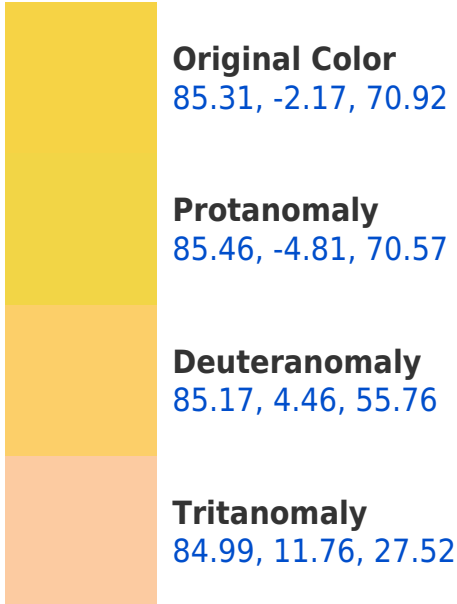 Original Color
85.31, -2.17, 70.92
Protanomaly
85.46, -4.81, 70.57
Deuteranomaly
85.17, 4.46, 55.76
Tritanomaly
84.99, 11.76, 27.52